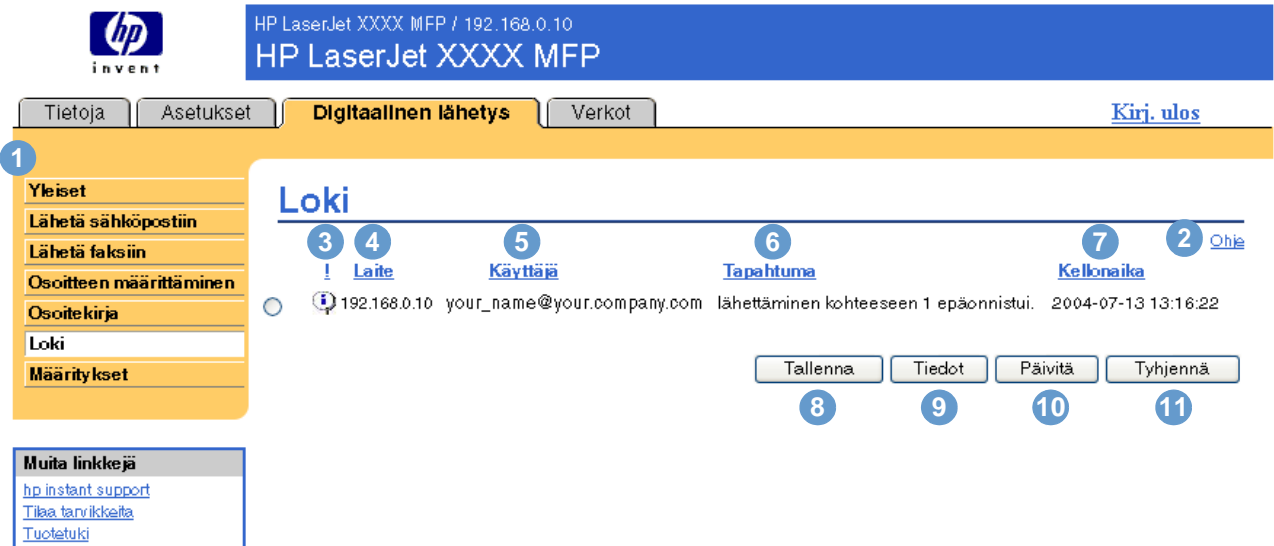 hp
invent
HP LaserJet XXXX MFP / 192.168.0.10
HP LaserJet XXXX MFP
Tietoja Asetukset Digitaalinen lähetys Verkot Kirj. ulos
1
Yleiset
Lähetä sähköpostiin
Lähetä faksiin
Osoitteen määrittäminen
Osoitekirja
Loki
Määritykset
Muita linkkejä
hp instant support
Tilaa tarvikkeita
Tuotetuki
Loki
2 Ohje
3 4 5 6 7
! Laite Käyttäjä Tapahtuma Kellonaika
192.168.0.10 your_name@your.company.com lähettäminen kohteeseen 1 epäonnistui. 2004-07-13 13:16:22
Tallenna Tiedot Päivitä Tyhjennä
8 9 10 11